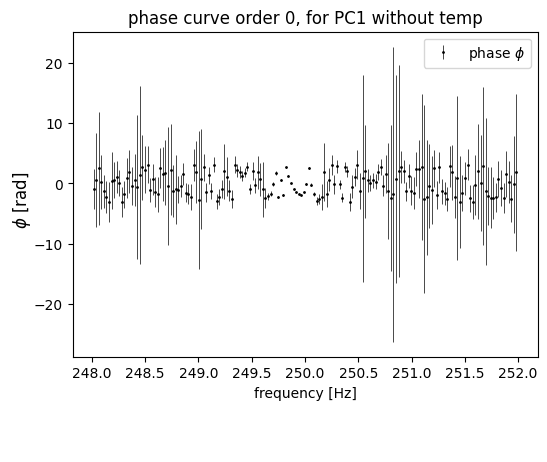 phase curve order 0, for PC1 without temp
phase ϕ
ϕ [rad]
20
10
0
−10
−20
248.0 248.5 249.0 249.5 250.0 250.5 251.0 251.5 252.0
frequency [Hz]